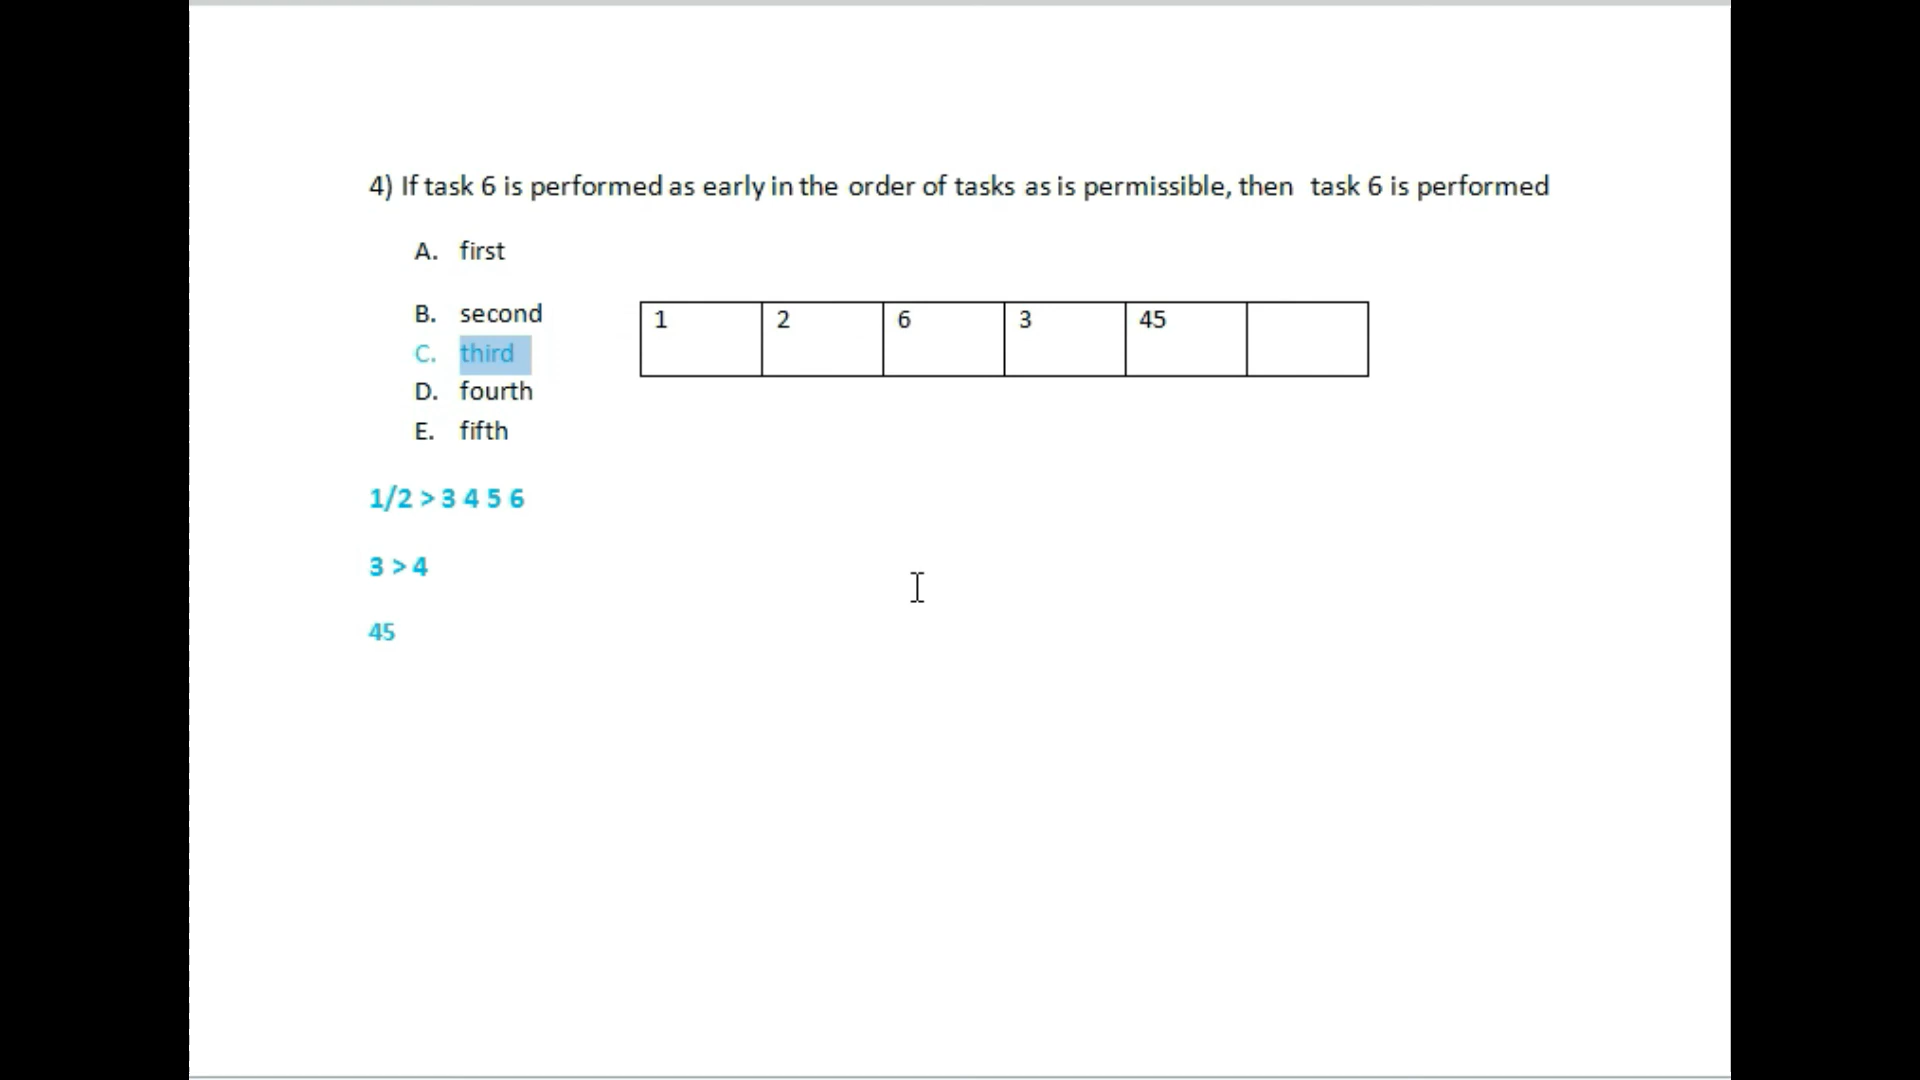 4) If task 6 is performed as early in the order of tasks as is permissible, then task 6 is performed
A. first
B. second
C. third
D. fourth
E. fifth
1 2 6 3 45
1/2 > 3 4 5 6
3 > 4
45